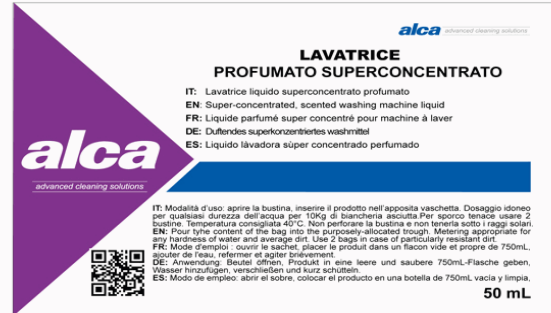 alca advanced cleaning solutions
LAVATRICE
PROFUMATO SUPERCONCENTRATO
IT: Lavatrice liquido superconcentrato profumato
EN: Super-concentrated, scented washing machine liquid
FR: Liquide parfumé super concentré pour machine à laver
DE: Duftendes superkonzentriertes washmittel
ES: Liquido làvadora sùper concentrado perfumado
alca
advanced cleaning solutions
IT: Modalità d'uso: aprire la bustina, inserire il prodotto nell'apposita vaschetta. Dosaggio idoneo
per qualsiasi durezza dell'acqua per 10Kg di biancheria asciutta.Per sporco tenace usare 2
bustine. Temperatura consigliata 40°C. Non perforare la bustina e non tenerla sotto i raggi solari.
EN: Pour tyhe content of the bag into the purposely-allocated trough. Metering appropriate for
any hardness of water and average dirt. Use 2 bags in case of particularly resistant dirt.
FR: Mode d'emploi : ouvrir le sachet, placer le produit dans un flacon vide et propre de 750mL,
ajouter de l'eau, refermer et agiter brièvement.
DE: Anwendung: Beutel öffnen, Produkt in eine leere und saubere 750mL-Flasche geben,
Wasser hinzufügen, verschließen und kurz schütteln.
ES: Modo de empleo: abrir el sobre, colocar el producto en una botella de 750mL vacía y limpia,
50 mL